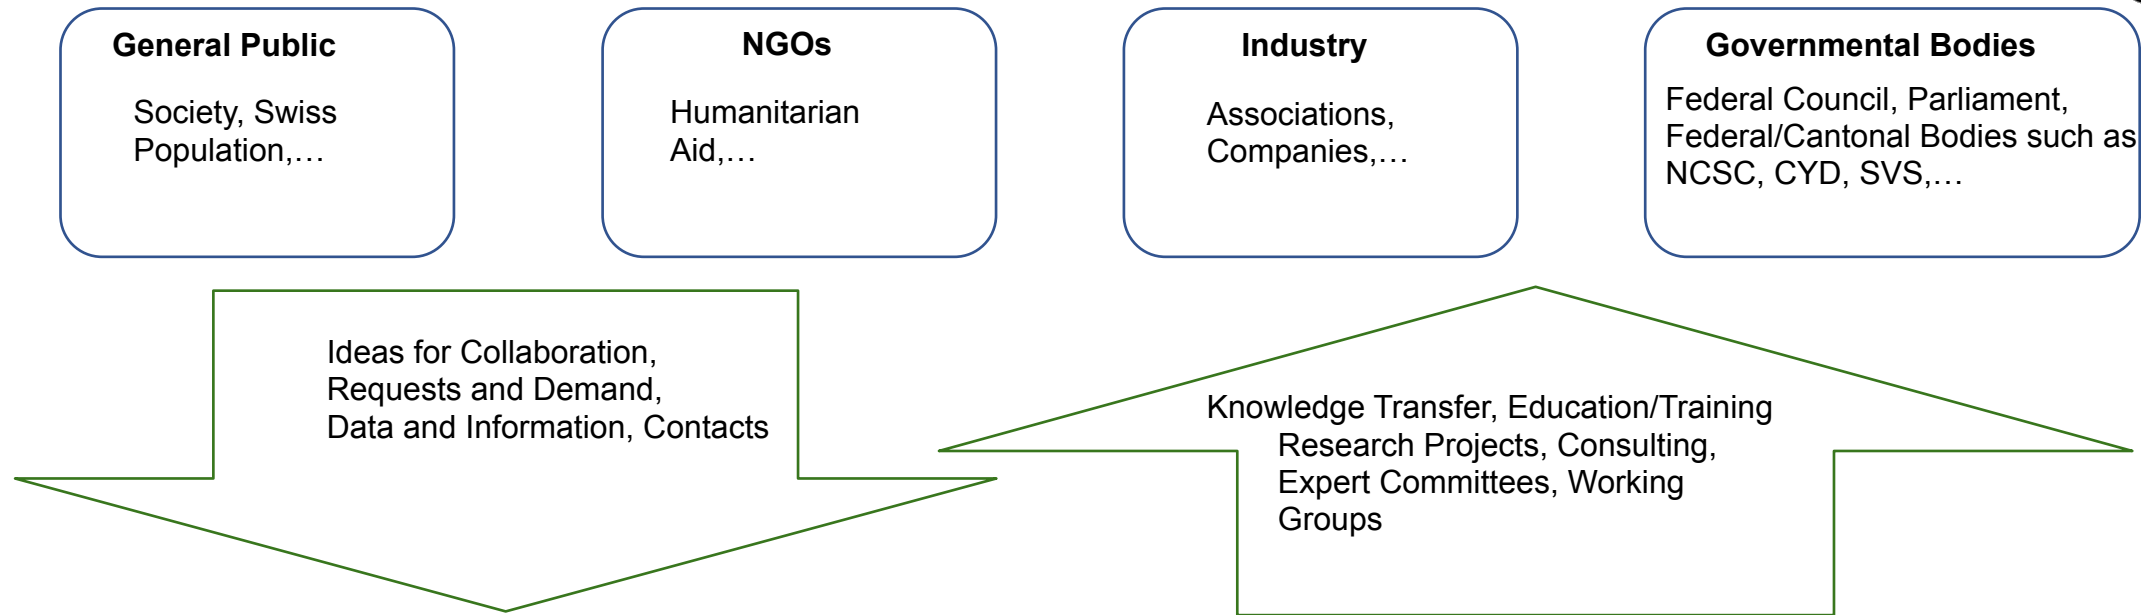 General Public
Society, Swiss
Population,…
NGOs
Humanitarian
Aid,…
Industry
Associations,
Companies,…
Governmental Bodies
Federal Council, Parliament,
Federal/Cantonal Bodies such as
NCSC, CYD, SVS,…
Ideas for Collaboration,
Requests and Demand,
Data and Information, Contacts
Knowledge Transfer, Education/Training
Research Projects, Consulting,
Expert Committees, Working
Groups